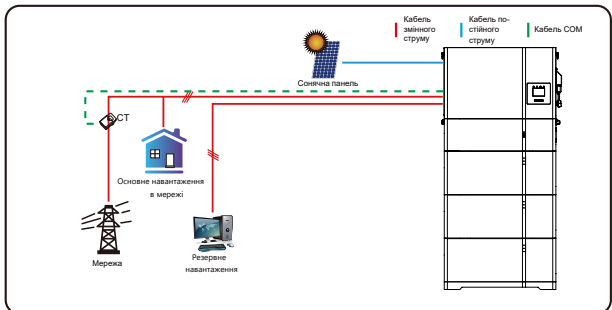 Кабель
змінного
струму
Кабель по-
стійного
струму
Кабель COM
Сонячна панель
CT
Основне навантаження
в мережі
Мережа
Резервне
навантаження